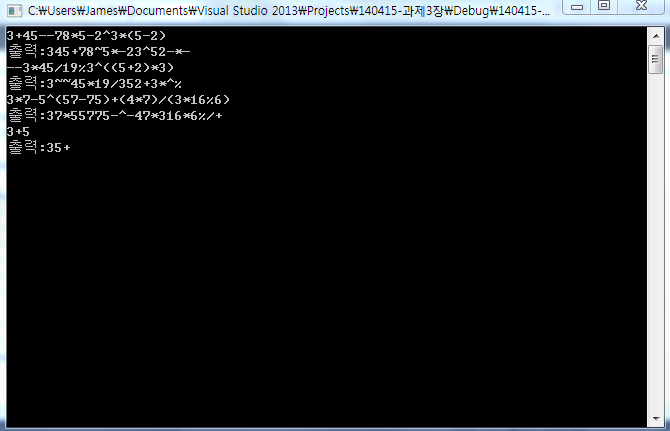 C:₩Users₩James₩Documents₩Visual Studio 2013₩Projects₩140415-과제3장₩Debug₩140415-...
3+45--78*5-2^3*(5-2)
출력:345+78~5*-23^52-*-
--3*45/19%3^((5+2)*3)
출력:3~~45*19/352+3*^%
3*7-5^(57-75)+(4*7)/(3*16%6)
출력:37*55775-^-47*316*6%/+
3+5
출력:35+